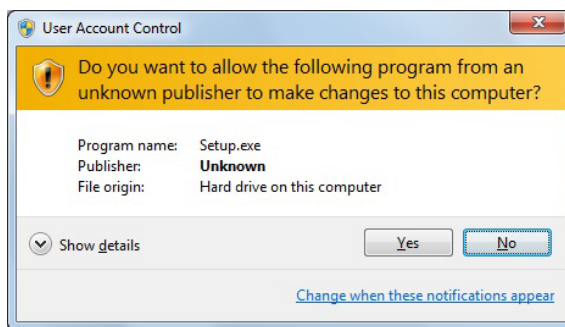 User Account Control
Do you want to allow the following program from an
unknown publisher to make changes to this computer?
Program name: Setup.exe
Publisher: Unknown
File origin: Hard drive on this computer
Show details
Yes
No
Change when these notifications appear